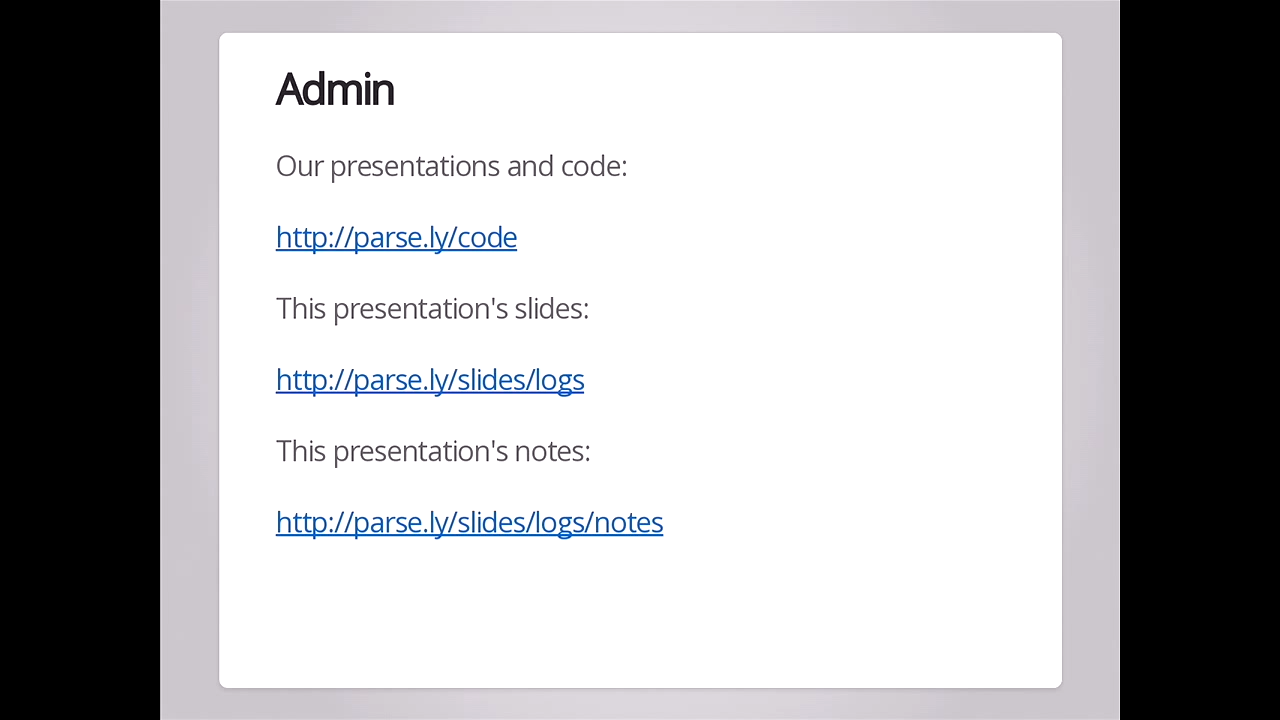 Admin
Our presentations and code:
http://parse.ly/code
This presentation's slides:
http://parse.ly/slides/logs
This presentation's notes:
http://parse.ly/slides/logs/notes